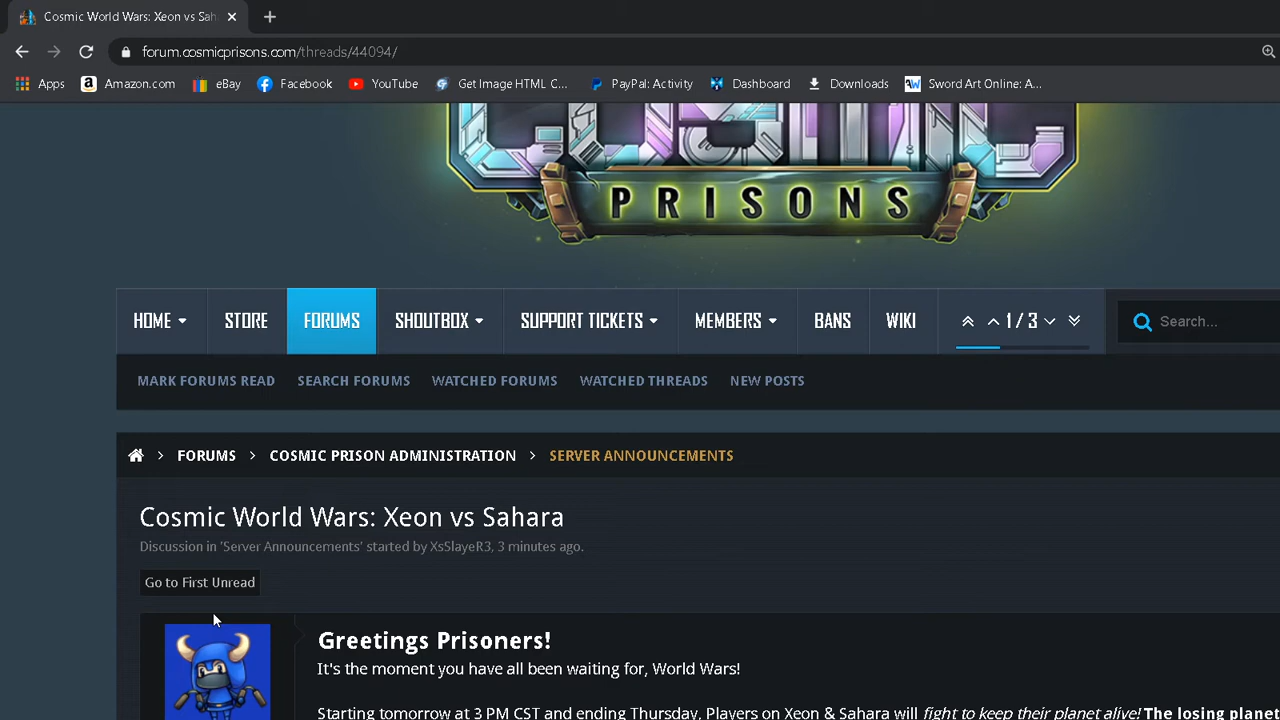 Cosmic World Wars: Xeon vs Sah
forum.cosmicprisons.com/threads/44094/
Apps Amazon.com eBay Facebook YouTube Get Image HTML C... PayPal: Activity Dashboard Downloads Sword Art Online: A...
COSMIC
PRISONS
HOME STORE FORUMS SHOUTBOX SUPPORT TICKETS MEMBERS BANS WIKI 1 / 3 Search...
MARK FORUMS READ SEARCH FORUMS WATCHED FORUMS WATCHED THREADS NEW POSTS
FORUMS > COSMIC PRISON ADMINISTRATION > SERVER ANNOUNCEMENTS
Cosmic World Wars: Xeon vs Sahara
Discussion in 'Server Announcements' started by XsSlayeR3, 3 minutes ago.
Go to First Unread
Greetings Prisoners!
It's the moment you have all been waiting for, World Wars!
Starting tomorrow at 3 PM CST and ending Thursday, Players on Xeon & Sahara will fight to keep their planet alive! The losing planet